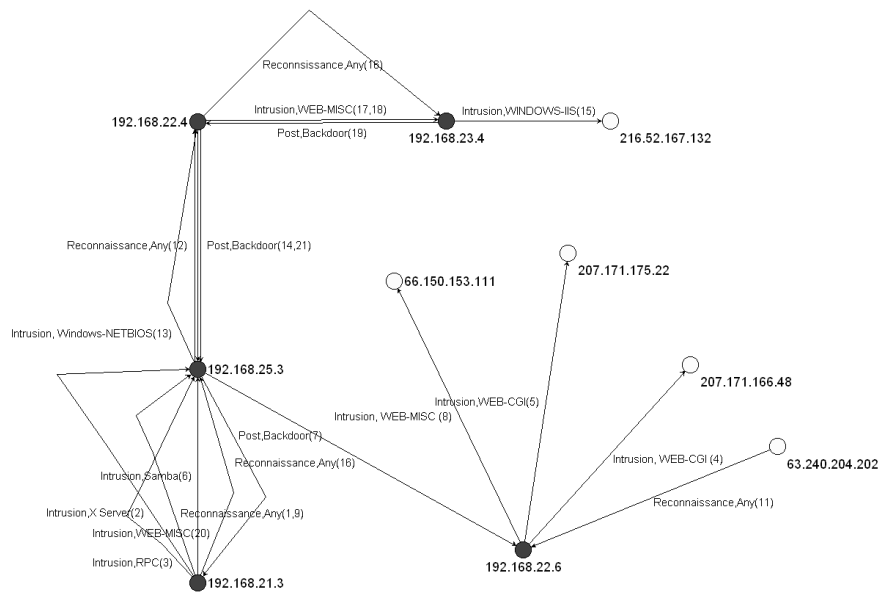 Reconnsissance,Any(16)
Intrusion,WEB-MISC(17,18)
Intrusion,WINDOWS-IIS(15)
192.168.22.4
Post,Backdoor(19)
192.168.23.4
216.52.167.132
Reconnaissance,Any(12)
Post,Backdoor(14,21)
207.171.175.22
66.150.153.111
Intrusion, Windows-NETBIOS(13)
192.168.25.3
207.171.166.48
Intrusion,WEB-CGI(5)
Intrusion, WEB-MISC (8)
Post,Backdoor(7)
Intrusion, WEB-CGI (4)
Reconnaissance,Any(16)
63.240.204.202
Intrusion,Samba(6)
Reconnaissance,Any(11)
Intrusion,X Server(2)
Reconnaissance,Any(1,9)
Intrusion,WEB-MISC(20)
Intrusion,RPC(3)
192.168.22.6
192.168.21.3